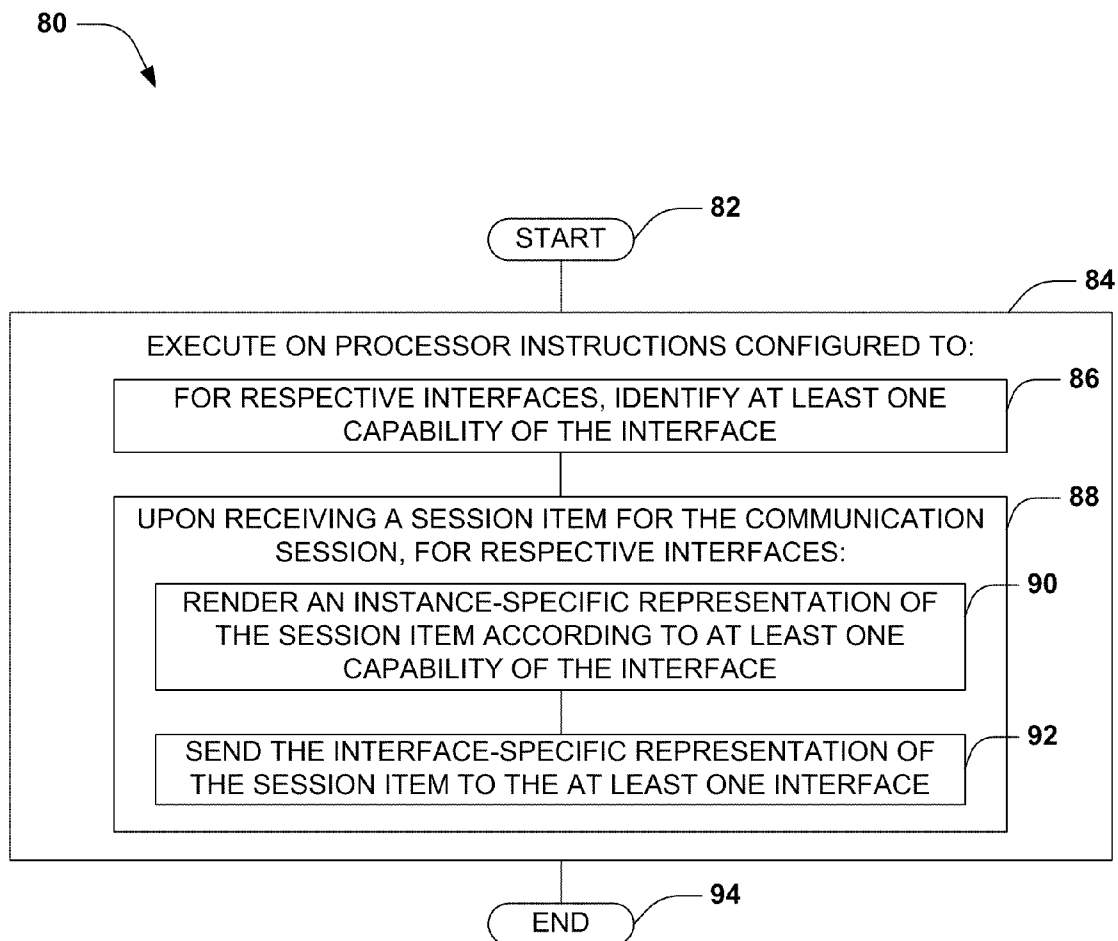 80
82
START
84
EXECUTE ON PROCESSOR INSTRUCTIONS CONFIGURED TO:
86
FOR RESPECTIVE INTERFACES, IDENTIFY AT LEAST ONE
CAPABILITY OF THE INTERFACE
88
UPON RECEIVING A SESSION ITEM FOR THE COMMUNICATION
SESSION, FOR RESPECTIVE INTERFACES:
90
RENDER AN INSTANCE-SPECIFIC REPRESENTATION OF
THE SESSION ITEM ACCORDING TO AT LEAST ONE
CAPABILITY OF THE INTERFACE
92
SEND THE INTERFACE-SPECIFIC REPRESENTATION OF
THE SESSION ITEM TO THE AT LEAST ONE INTERFACE
94
END